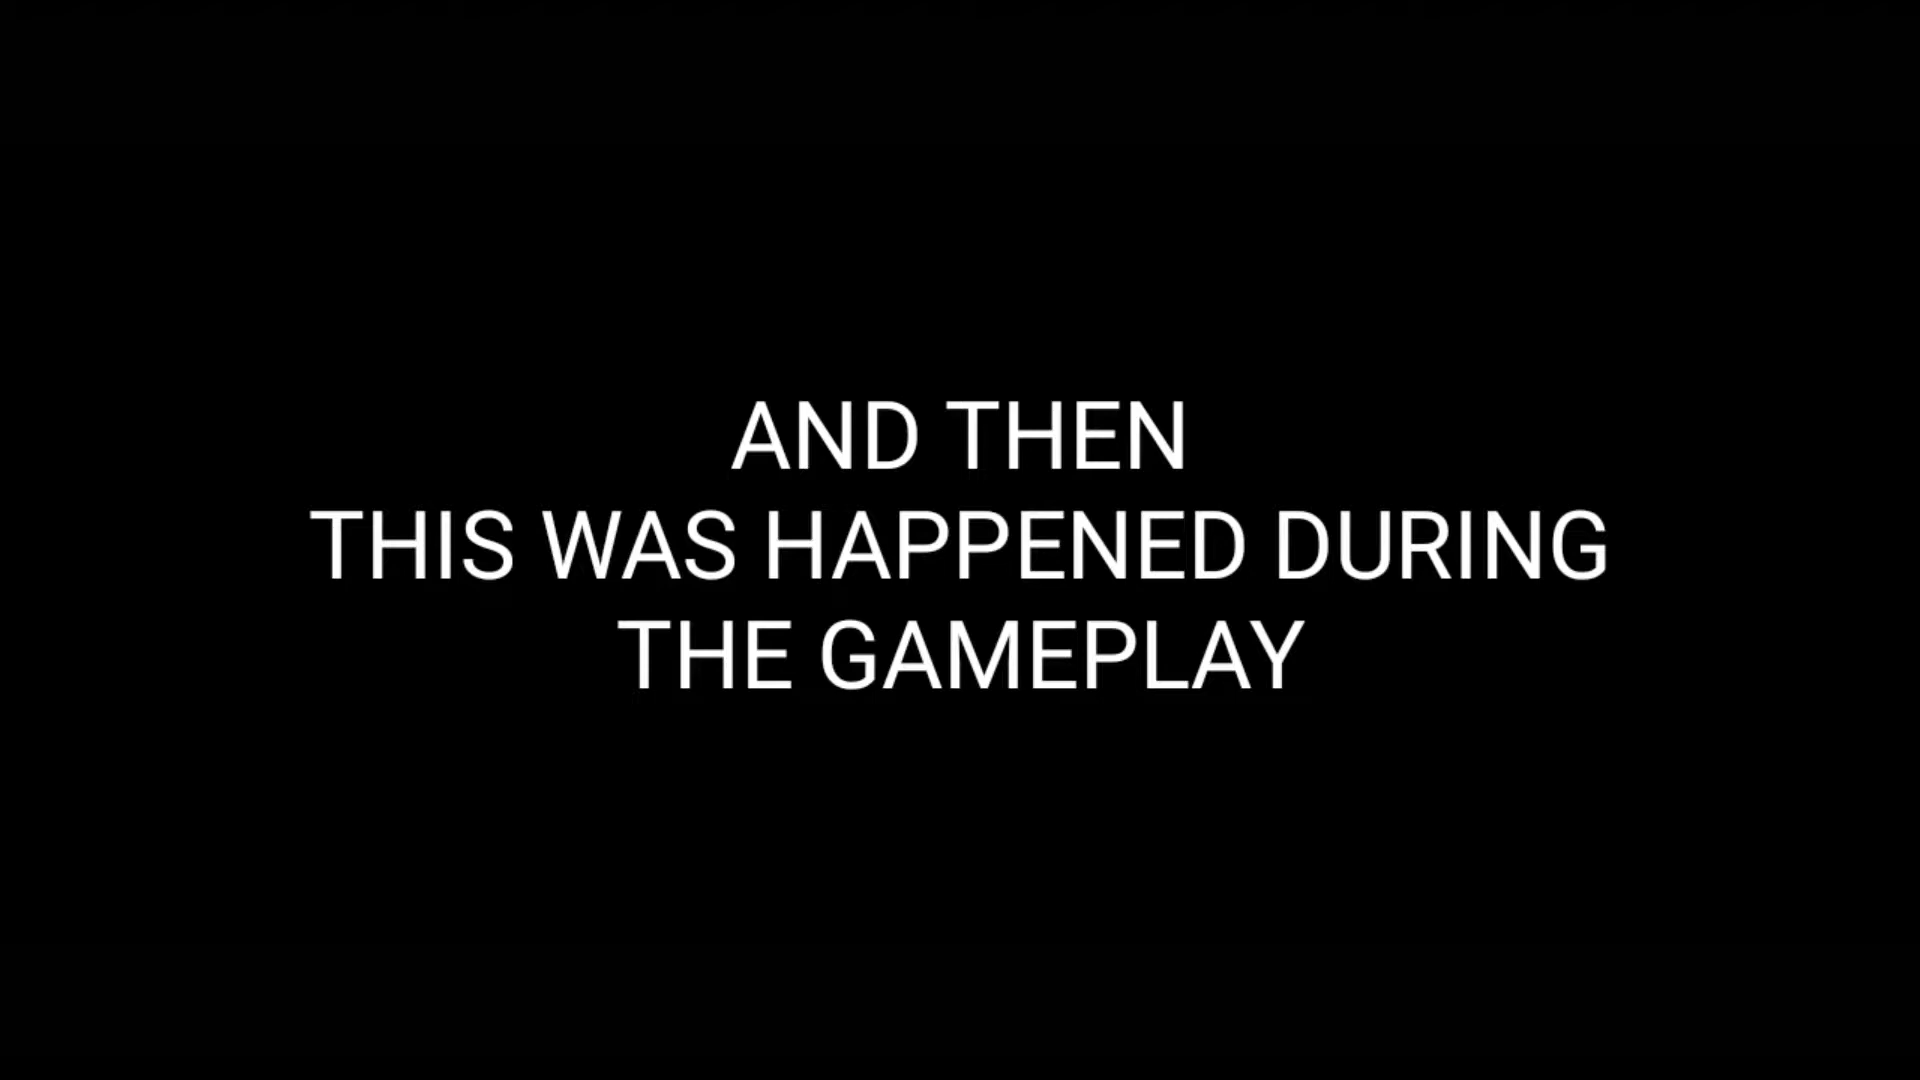 AND THEN
THIS WAS HAPPENED DURING
THE GAMEPLAY